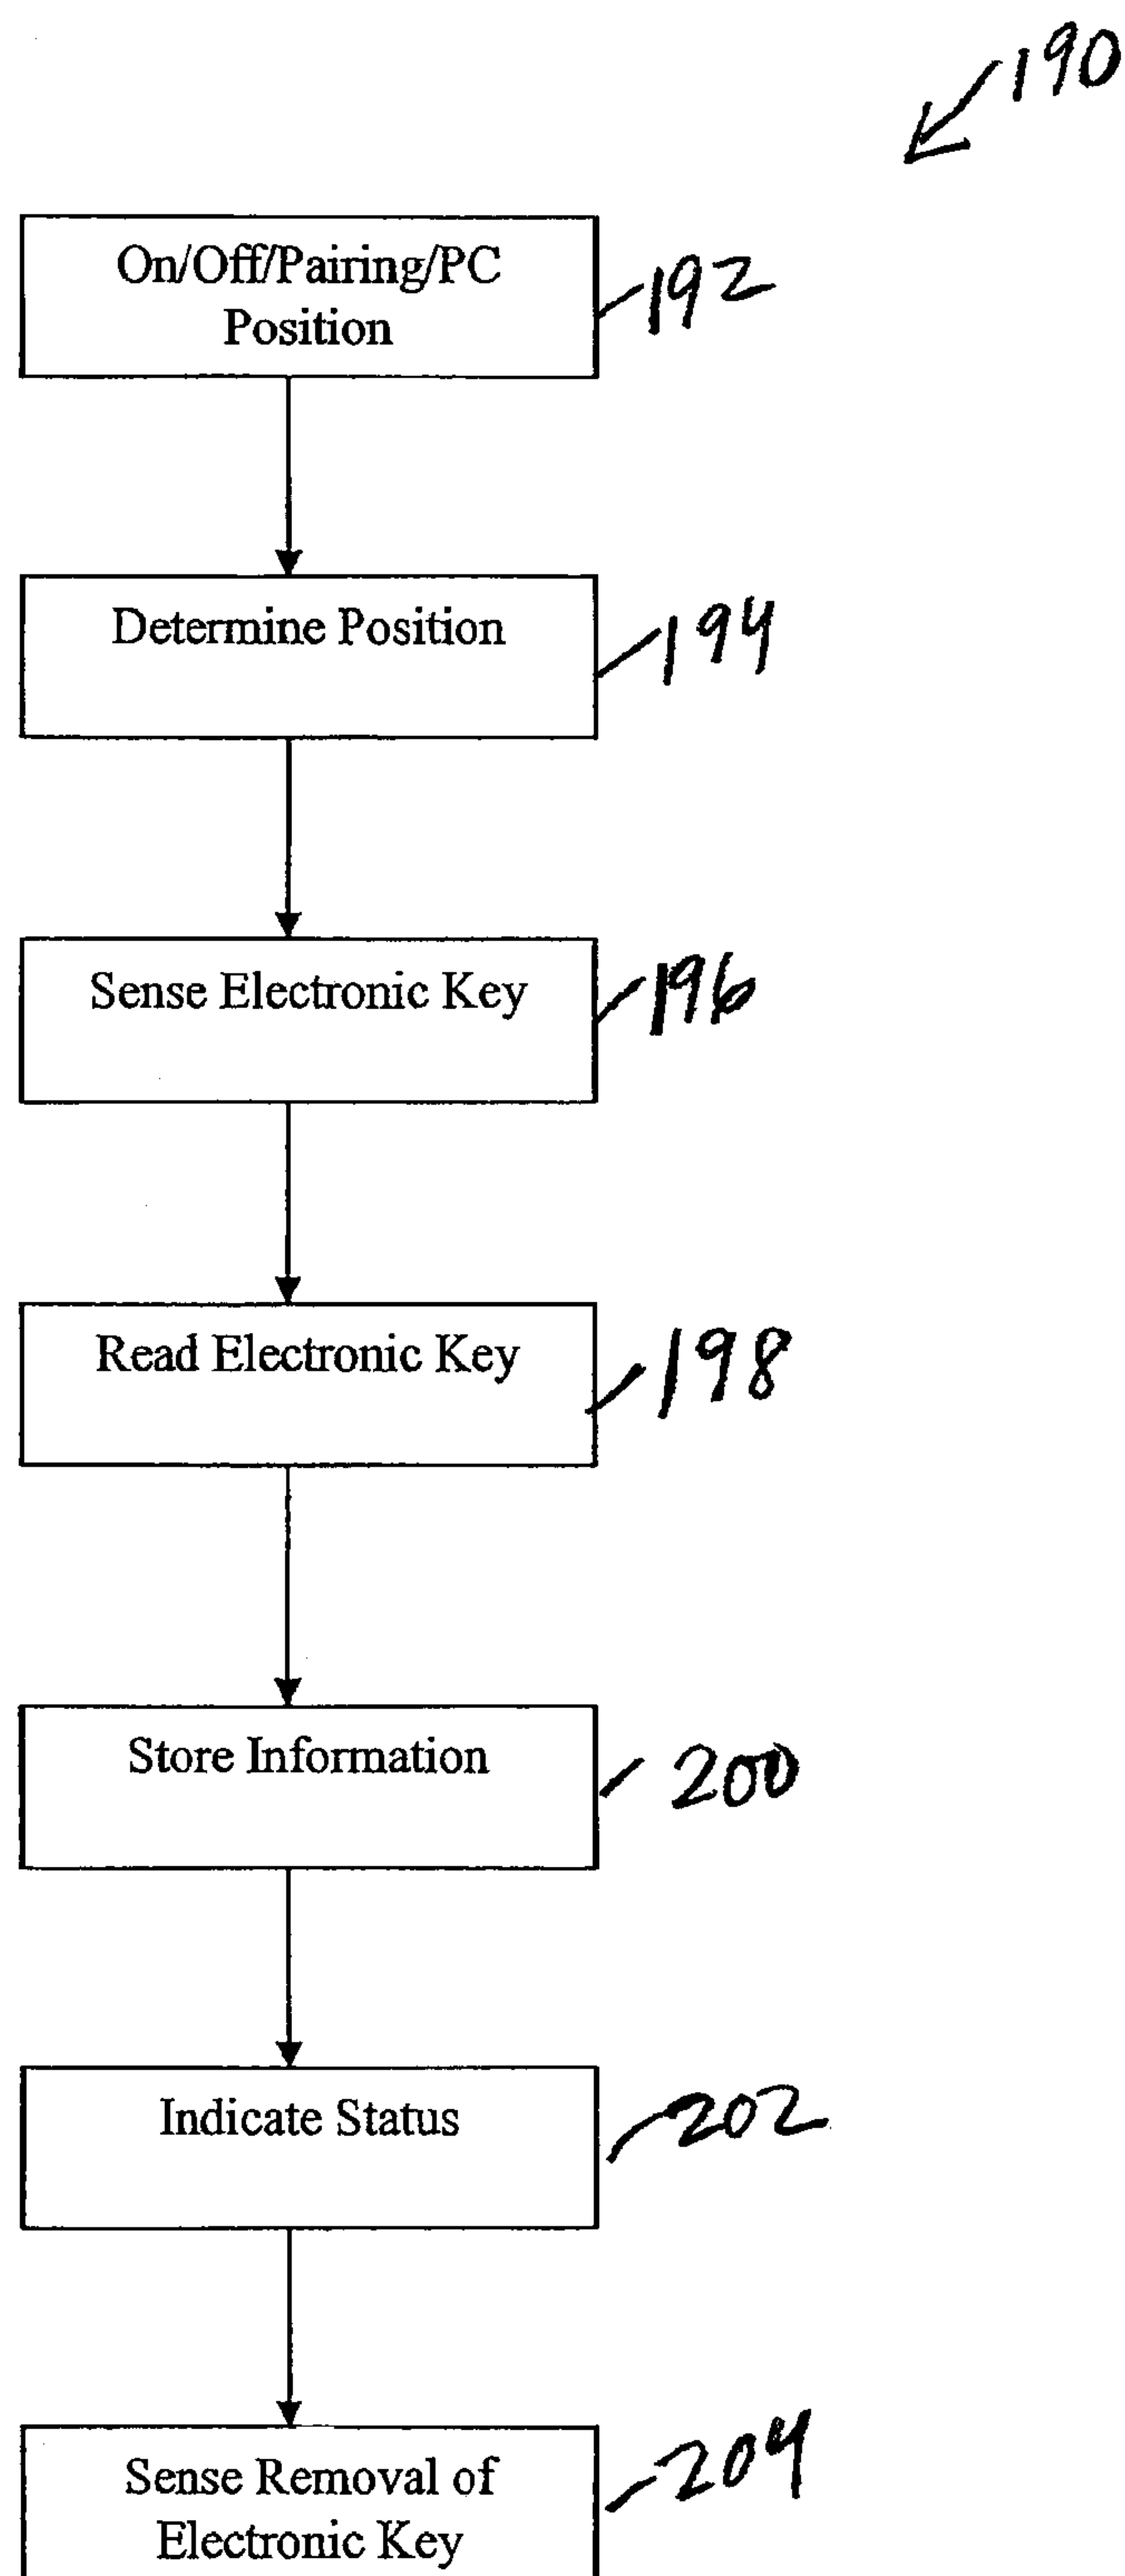 190
On/Off/Pairing/PC
Position
192
Determine Position
194
Sense Electronic Key
196
Read Electronic Key
198
Store Information
200
Indicate Status
202
Sense Removal of
Electronic Key
204